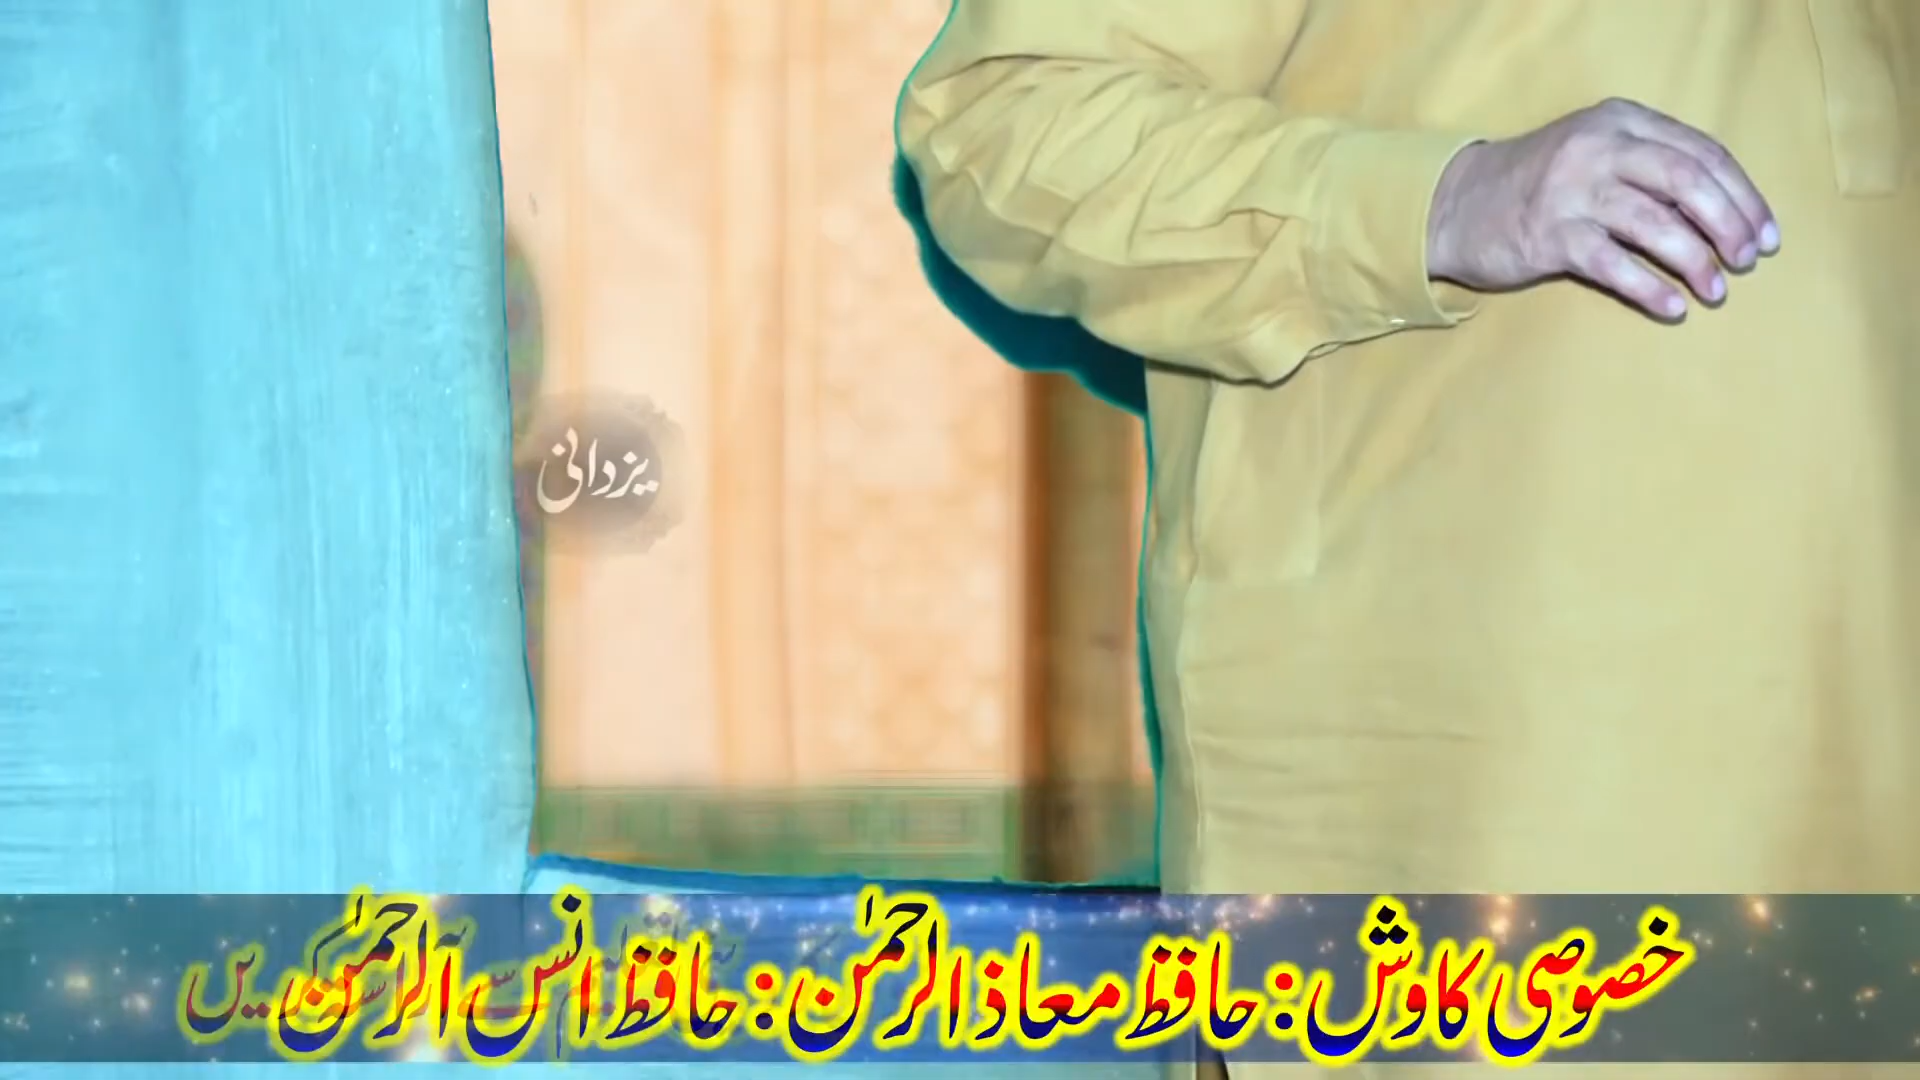 یزدانی
خصوصی کاوش: حافظ معاذ الرحمٰن: حافظ انس الرحمٰن